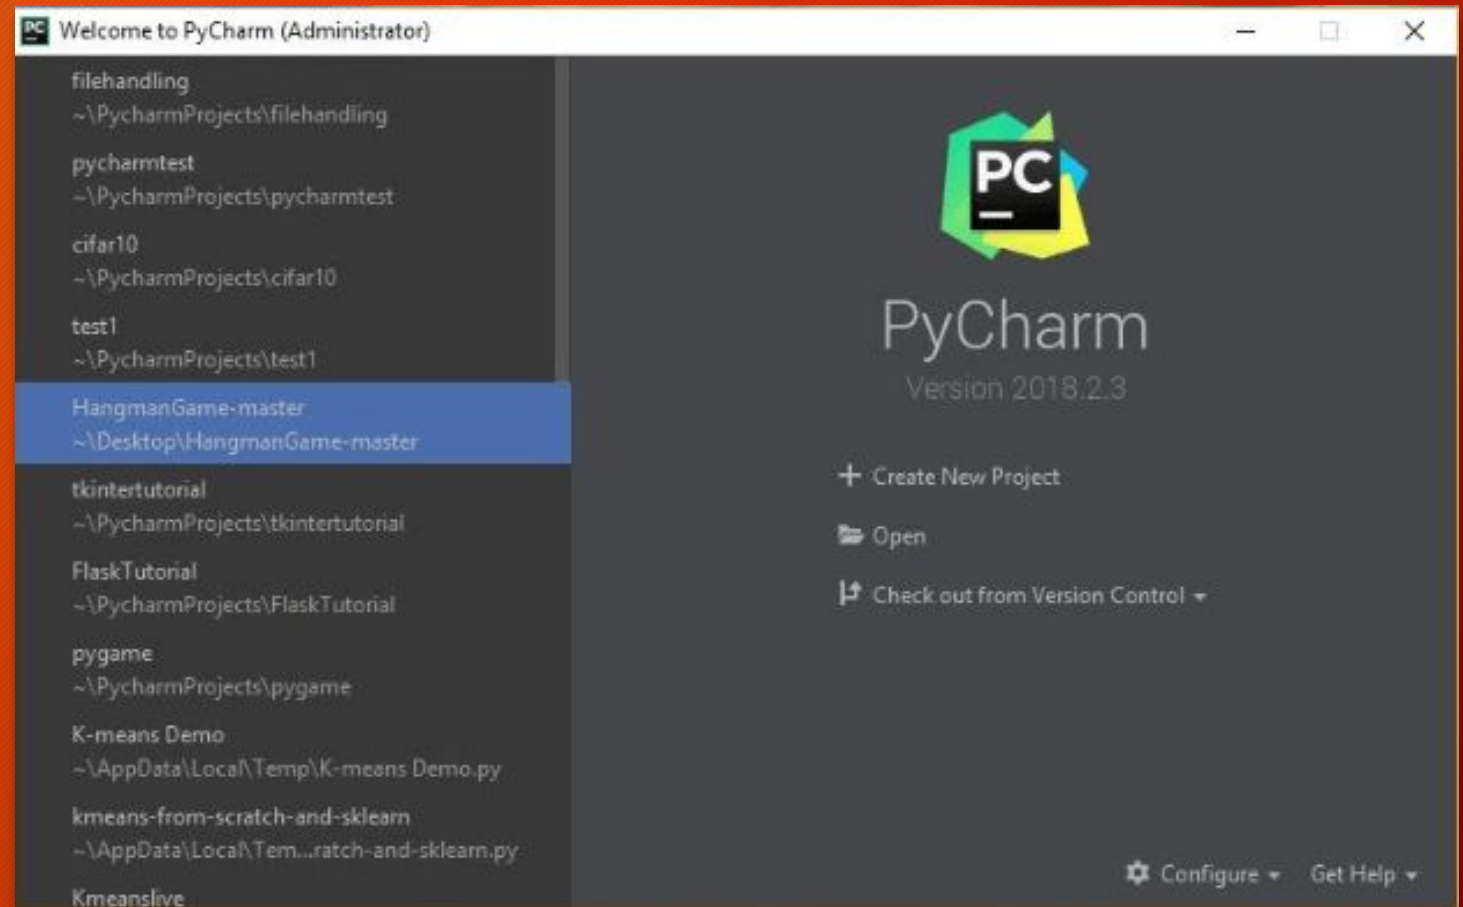 Welcome to PyCharm (Administrator)
filehandling
~\PycharmProjects\filehandling
pycharmtest
~\PycharmProjects\pycharmtest
cifar10
~\PycharmProjects\cifar10
test1
~\PycharmProjects\test1
HangmanGame-master
~\Desktop\HangmanGame-master
tkintertutorial
~\PycharmProjects\tkintertutorial
FlaskTutorial
~\PycharmProjects\FlaskTutorial
pygame
~\PycharmProjects\pygame
K-means Demo
~\AppData\Local\Temp\K-means Demo.py
kmeans-from-scratch-and-sklearn
~\AppData\Local\Tem...ratch-and-sklearn.py
Kmeanslive
PC
PyCharm
Version 2018.2.3
Create New Project
Open
Check out from Version Control
Configure
Get Help